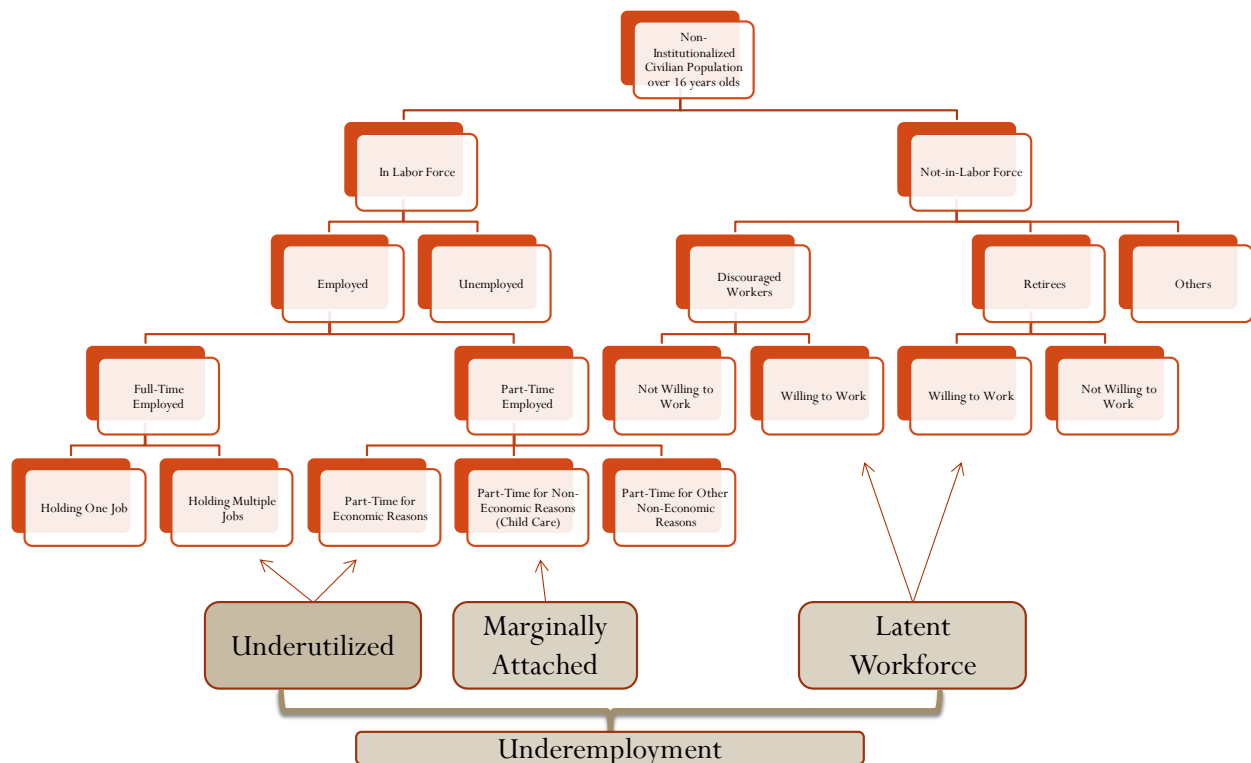 Non-
Institutionalized
Civilian Population
over 16 years olds
In Labor Force
Not-in-Labor Force
Employed
Unemployed
Discouraged
Workers
Retirees
Others
Full-Time
Employed
Part-Time
Employed
Not Willing to
Work
Willing to Work
Willing to Work
Not Willing to
Work
Holding One Job
Holding Multiple
Jobs
Part-Time for
Economic Reasons
Part-Time for Non-
Economic Reasons
(Child Care)
Part-Time for Other
Non-Economic
Reasons
Underutilized
Marginally
Attached
Latent
Workforce
Underemployment